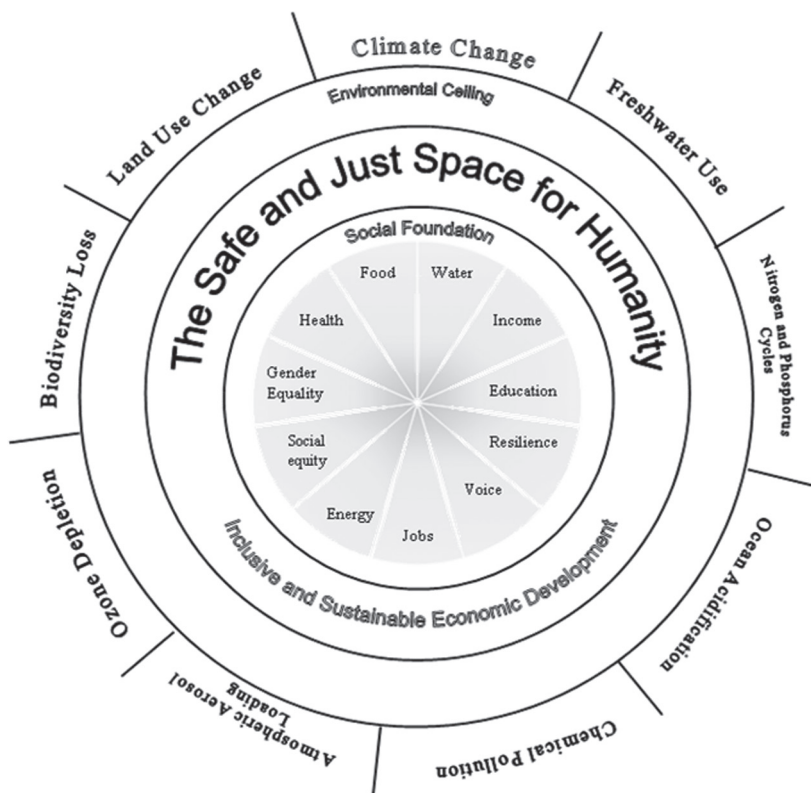 Climate Change
Freshwater Use
Nitrogen and Phosphorus
Cycles
Ocean Acidification
Chemical Pollution
Atmospheric Aerosol
Loading
Ozone Depletion
Biodiversity Loss
Land Use Change
Environmental Ceiling
The Safe and Just Space for Humanity
Social Foundation
Food
Water
Income
Education
Resilience
Voice
Jobs
Energy
Social
equity
Gender
Equality
Health
Inclusive and Sustainable Economic Development